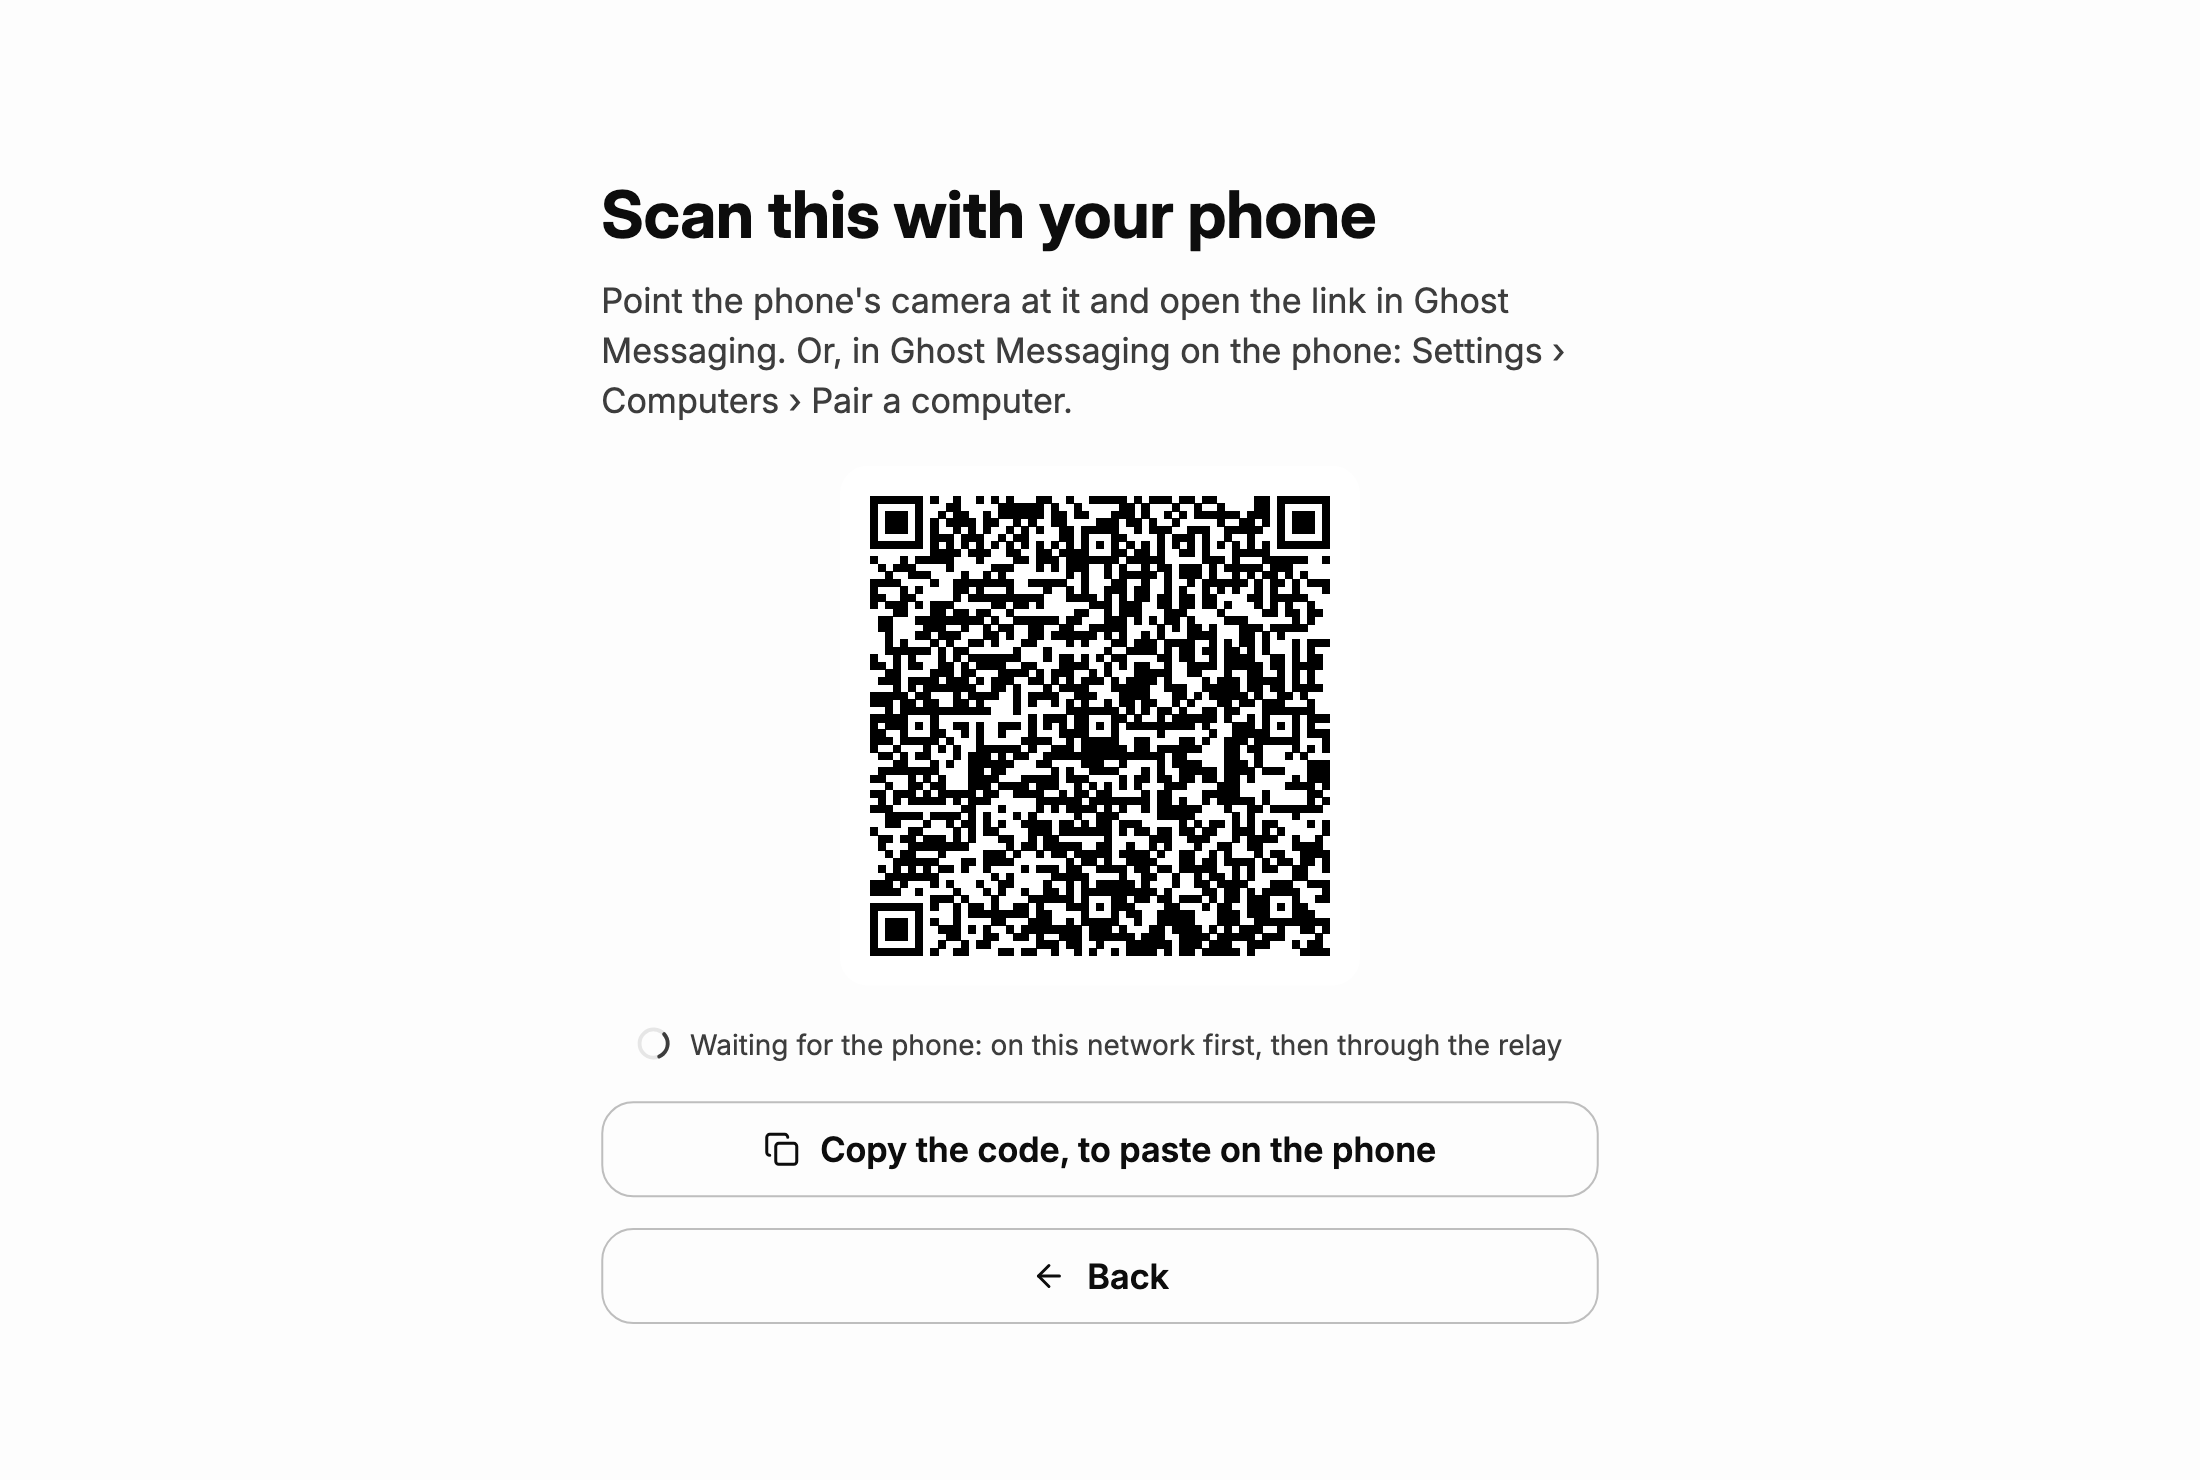 Scan this with your phone
Point the phone's camera at it and open the link in Ghost
Messaging. Or, in Ghost Messaging on the phone: Settings ›
Computers › Pair a computer.
Waiting for the phone: on this network first, then through the relay
Copy the code, to paste on the phone
Back